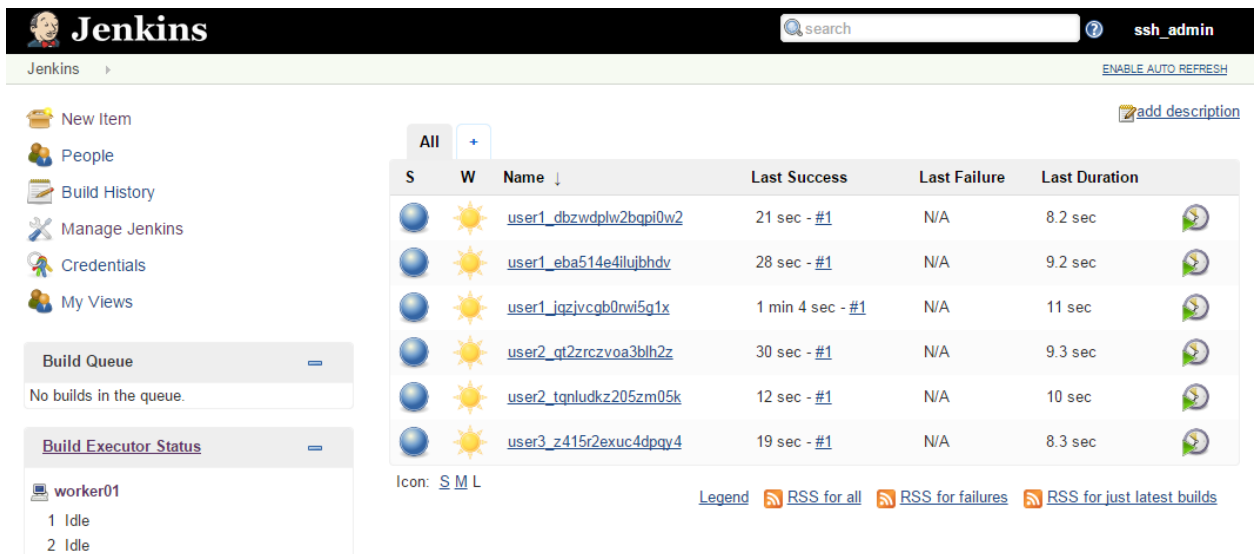 Jenkins
search
ssh_admin
Jenkins
ENABLE AUTO REFRESH
New Item
People
Build History
Manage Jenkins
Credentials
My Views
Build Queue
No builds in the queue.
Build Executor Status
worker01
1 Idle
2 Idle
add description
All +
S W Name ↓ Last Success Last Failure Last Duration
user1_dbzwdplw2bqpi0w2 21 sec - #1 N/A 8.2 sec
user1_eba514e4ilujbhdv 28 sec - #1 N/A 9.2 sec
user1_jqzjvcgb0rwi5g1x 1 min 4 sec - #1 N/A 11 sec
user2_qt2zrczvoa3blh2z 30 sec - #1 N/A 9.3 sec
user2_tqnludkz205zm05k 12 sec - #1 N/A 10 sec
user3_z415r2exuc4dpqy4 19 sec - #1 N/A 8.3 sec
Icon: S M L
Legend RSS for all RSS for failures RSS for just latest builds